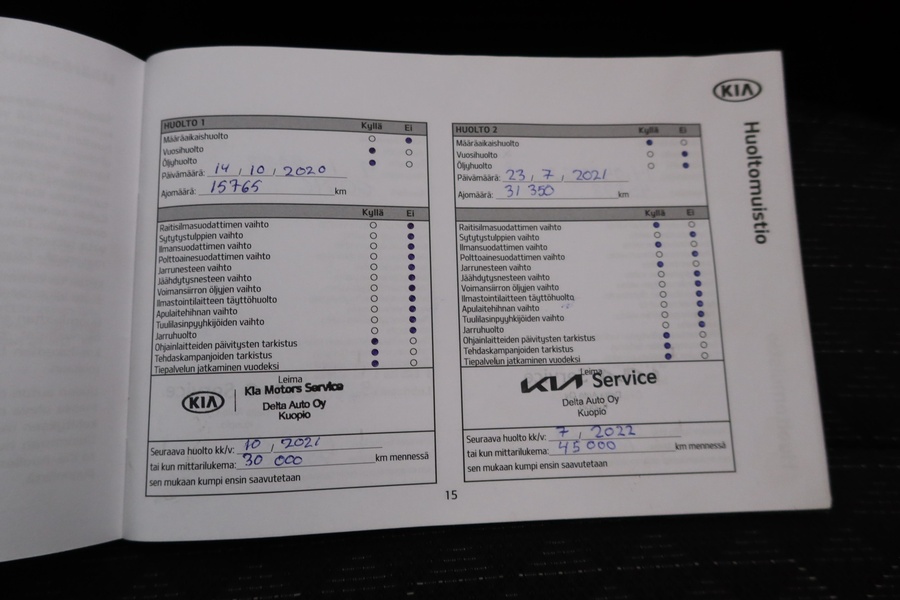 KIA
Huoltomuistio
HUOLTO 1 Kyllä Ei
Määräaikaishuolto
Vuosihuolto
Öljyhuolto
Päivämäärä: 14, 10, 2020
Ajomäärä: 15765 km
Kyllä Ei
Raitisilmasuodattimen vaihto
Sytytystulppien vaihto
Ilmansuodattimen vaihto
Polttoainesuodattimen vaihto
Jarrunesteen vaihto
Jäähdytysnesteen vaihto
Voimansiirron öljyjen vaihto
Ilmastointilaitteen täyttöhuolto
Apulaitehihnan vaihto
Tuulilasinpyyhkijöiden vaihto
Jarruhuolto
Ohjainlaitteiden päivitysten tarkistus
Tehdaskampanjoiden tarkistus
Tiepalvelun jatkaminen vuodeksi
Leima
KIA Kia Motors Service
Delta Auto Oy
Kuopio
Seuraava huolto kk/v: 10, 2021
tai kun mittarilukema: 30 000 km mennessä
sen mukaan kumpi ensin saavutetaan
HUOLTO 2 Kyllä Ei
Määräaikaishuolto
Vuosihuolto
Öljyhuolto
Päivämäärä: 23, 7, 2021
Ajomäärä: 31 350 km
Kyllä Ei
Raitisilmasuodattimen vaihto
Sytytystulppien vaihto
Ilmansuodattimen vaihto
Polttoainesuodattimen vaihto
Jarrunesteen vaihto
Jäähdytysnesteen vaihto
Voimansiirron öljyjen vaihto
Ilmastointilaitteen täyttöhuolto
Apulaitehihnan vaihto
Tuulilasinpyyhkijöiden vaihto
Jarruhuolto
Ohjainlaitteiden päivitysten tarkistus
Tehdaskampanjoiden tarkistus
Tiepalvelun jatkaminen vuodeksi
Leima
KIA Service
Delta Auto Oy
Kuopio
Seuraava huolto kk/v: 7, 2022
tai kun mittarilukema: 45 000 km mennessä
sen mukaan kumpi ensin saavutetaan
15